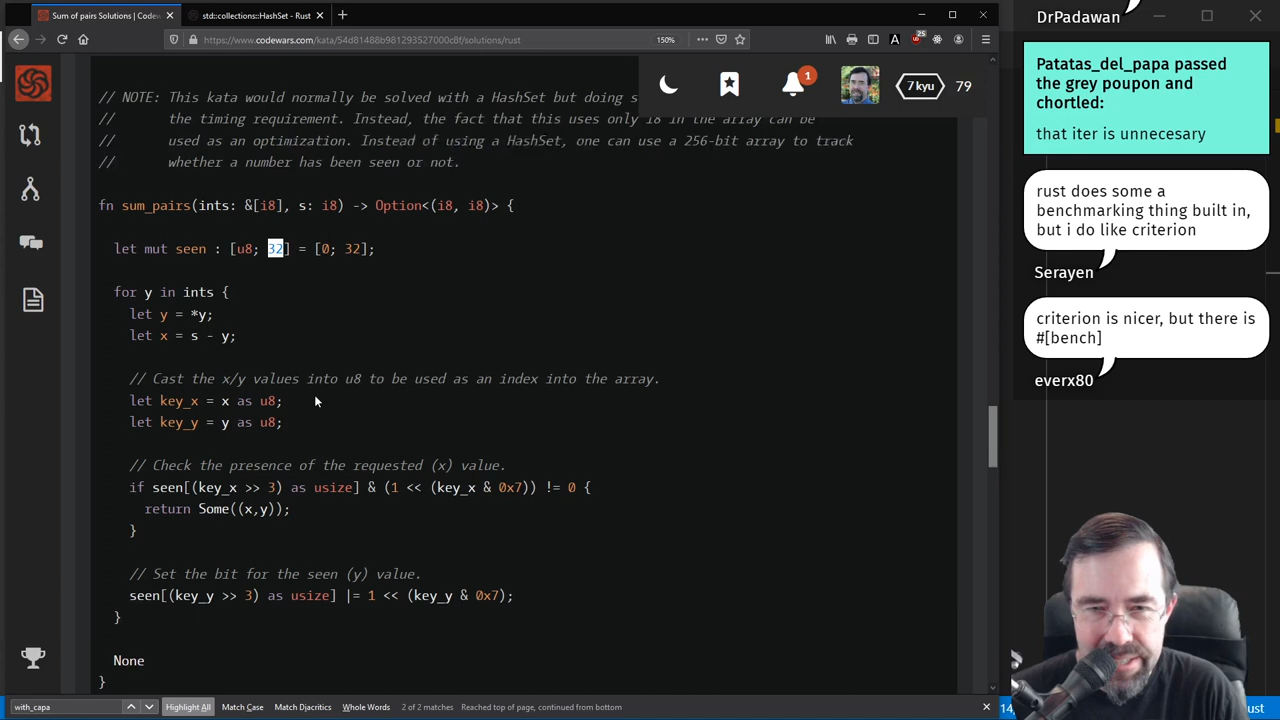 Sum of pairs Solutions | Codew
std::collections::HashSet - Rust
https://www.codewars.com/kata/54d81488b981293527000c8f/solutions/rust
150%
25
1
7 kyu
79
// NOTE: This kata would normally be solved with a HashSet but doing s
// the timing requirement. Instead, the fact that this uses only i8 in the array can be
// used as an optimization. Instead of using a HashSet, one can use a 256-bit array to track
// whether a number has been seen or not.
fn sum_pairs(ints: &[i8], s: i8) -> Option<(i8, i8)> {
let mut seen : [u8; 32] = [0; 32];
for y in ints {
let y = *y;
let x = s - y;
// Cast the x/y values into u8 to be used as an index into the array.
let key_x = x as u8;
let key_y = y as u8;
// Check the presence of the requested (x) value.
if seen[(key_x >> 3) as usize] & (1 << (key_x & 0x7)) != 0 {
return Some((x,y));
}
// Set the bit for the seen (y) value.
seen[(key_y >> 3) as usize] |= 1 << (key_y & 0x7);
}
None
}
with_capa
Highlight All
Match Case
Match Diacritics
Whole Words
2 of 2 matches
Reached top of page, continued from bottom
DrPadawan
Patatas_del_papa passed
the grey poupon and
chortled:
that iter is unnecesary
rust does some a
benchmarking thing built in,
but i do like criterion
Serayen
criterion is nicer, but there is
#[bench]
everx80
14,
ust